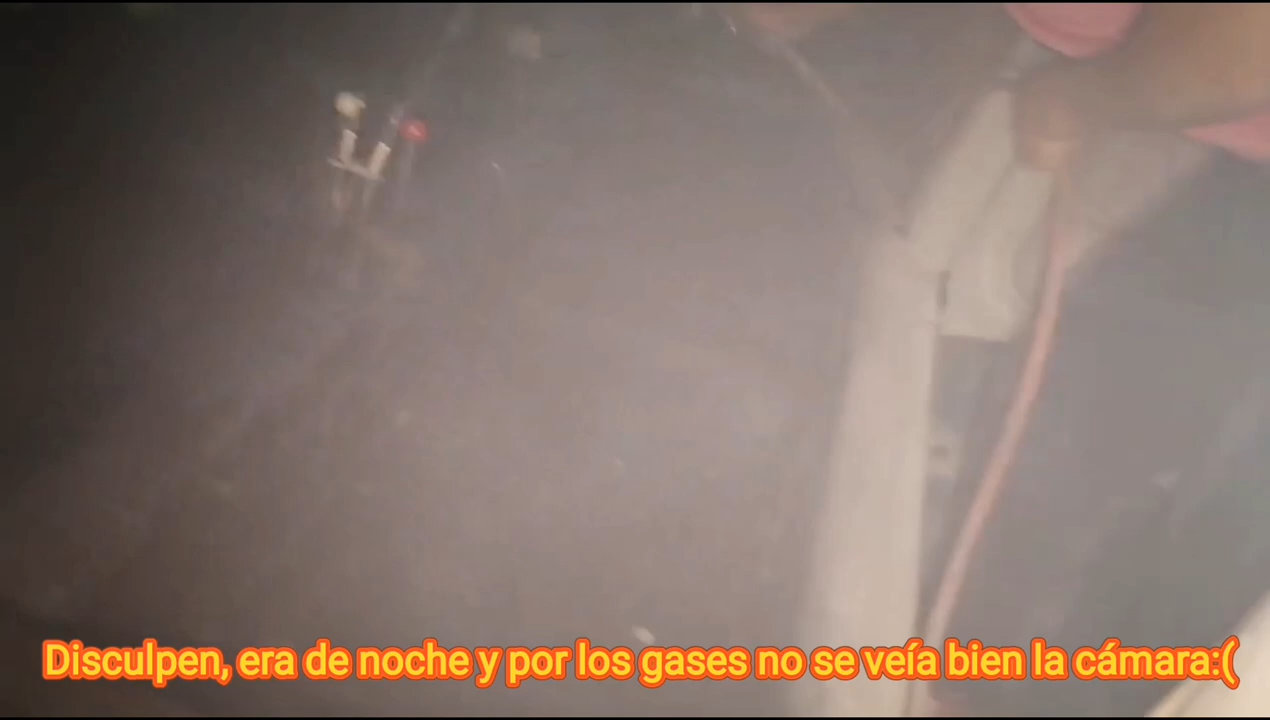 Disculpen, era de noche y por los gases no se veía bien la cámara:(